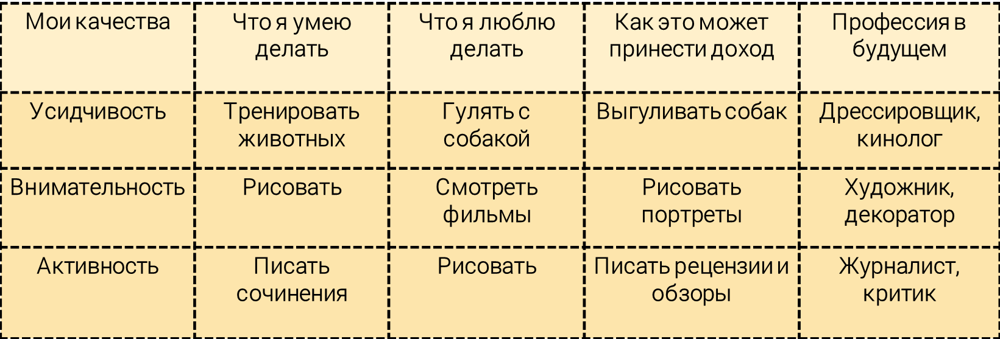 Мои качества
Что я умею
делать
Что я люблю
делать
Как это может
принести доход
Профессия в
будущем
Усидчивость
Тренировать
животных
Гулять с
собакой
Выгуливать собак
Дрессировщик,
кинолог
Внимательность
Рисовать
Смотреть
фильмы
Рисовать
портреты
Художник,
декоратор
Активность
Писать
сочинения
Рисовать
Писать рецензии и
обзоры
Журналист,
критик